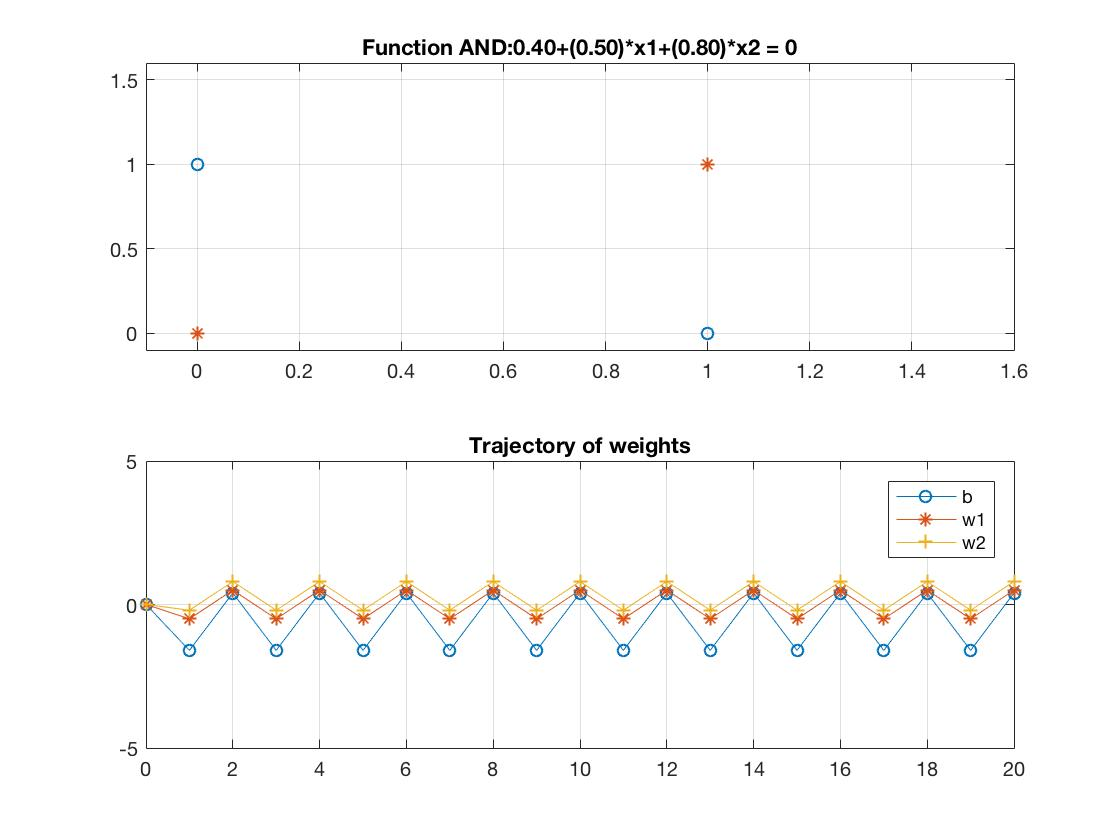 Function AND:0.40+(0.50)*x1+(0.80)*x2 = 0
1.5
1
0.5
0
0 0.2 0.4 0.6 0.8 1 1.2 1.4 1.6
Trajectory of weights
5
b
w1
w2
0
-5
0 2 4 6 8 10 12 14 16 18 20